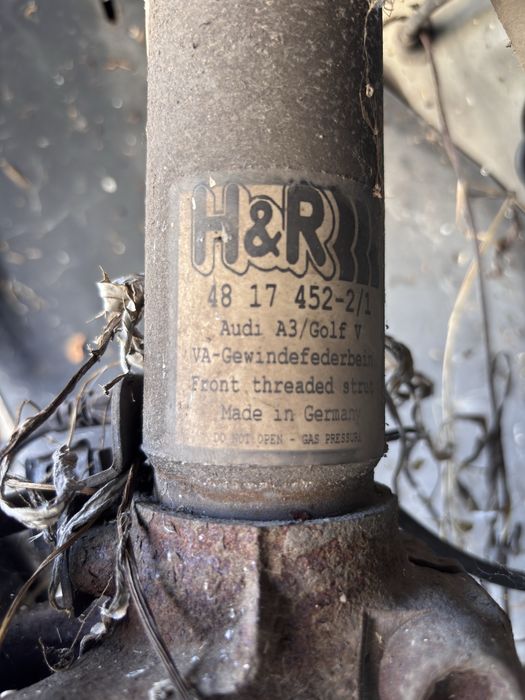 H&R
48 17 452-2/1
Audi A3/Golf V
VA-Gewindefederbein
Front threaded strut
Made in Germany
DO NOT OPEN - GAS PRESSURE